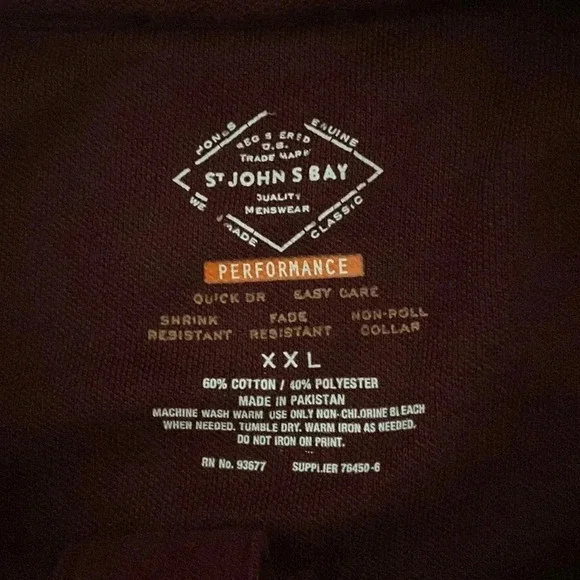 REG S ERED
U.S.
TRADE MARK
ST JOHN S BAY
QUALITY
MENSWEAR
WE MADE
CLASSIC
PERFORMANCE
QUICK DR EASY CARE
SHRINK FADE NON-ROLL
RESISTANT RESISTANT COLLAR
XXL
60% COTTON / 40% POLYESTER
MADE IN PAKISTAN
MACHINE WASH WARM USE ONLY NON-CHLORINE BLEACH
WHEN NEEDED. TUMBLE DRY. WARM IRON AS NEEDED.
DO NOT IRON ON PRINT.
RN No. 93677 SUPPLIER 76450-6